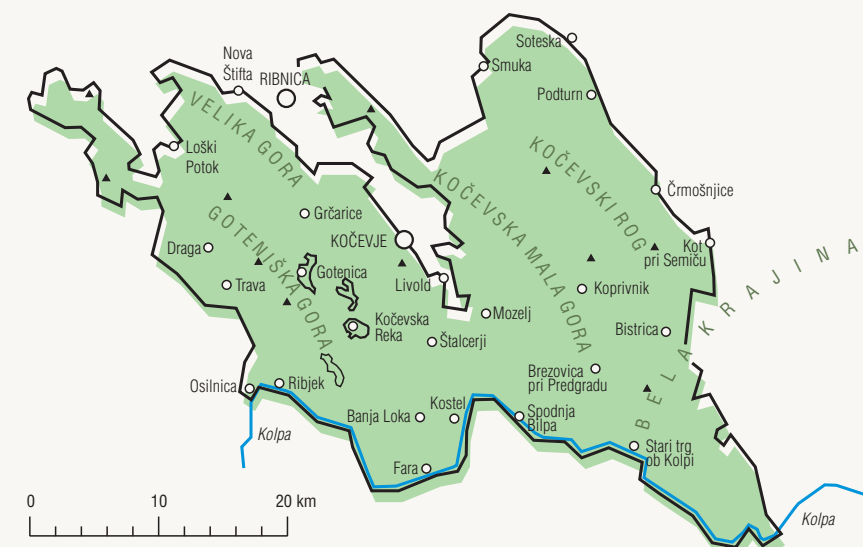 Soteska
Nova
Štifta
RIBNICA
Smuka
Podturn
VELIKA GORA
Loški
Potok
KOČEVSKI ROG
KOČEVSKA MALA GORA
Črmošnjice
GOTENIŠKA GORA
Grčarice
KOČEVJE
Draga
Kot
pri Semiču
BELA KRAJINA
Gotenica
Trava
Livold
Koprivnik
Mozelj
Kočevska
Reka
Štalcerji
Bistrica
Brezovica
pri Predgradu
Osilnica
Ribjek
Banja Loka
Kostel
Spodnja
Bilpa
Kolpa
Stari trg
ob Kolpi
Fara
0
10
20 km
Kolpa